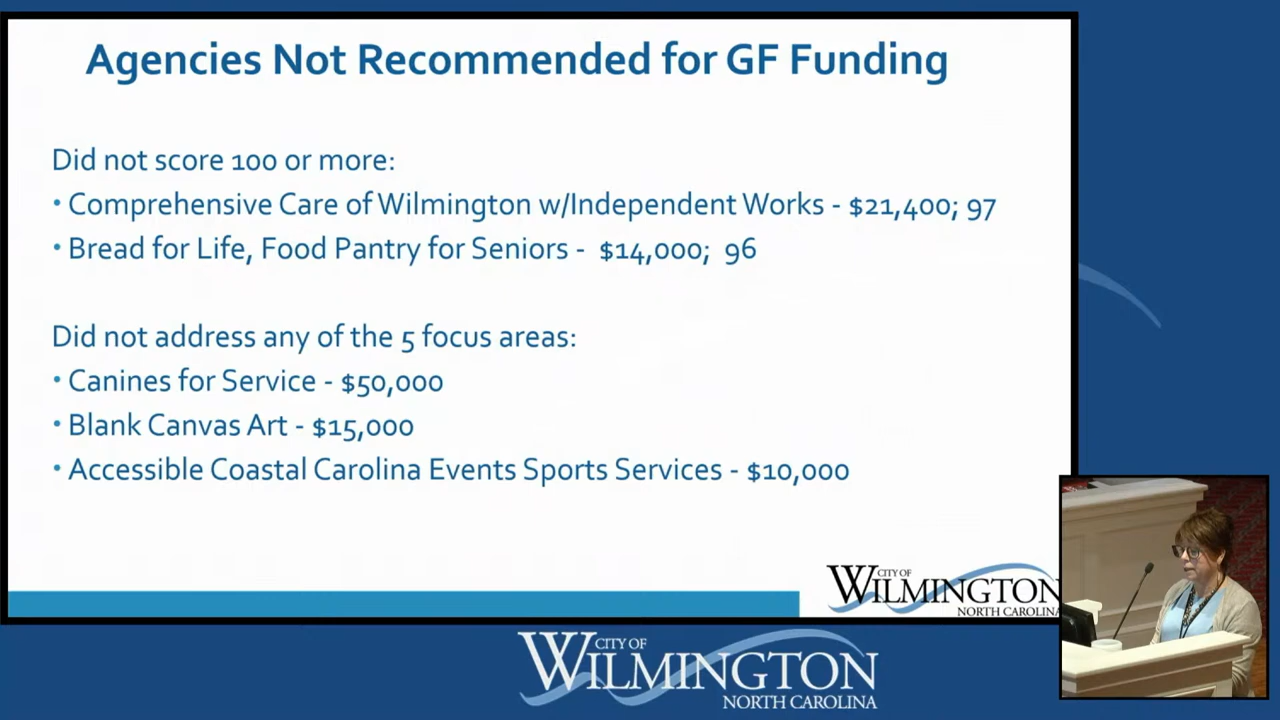 Agencies Not Recommended for GF Funding
Did not score 100 or more:
• Comprehensive Care of Wilmington w/Independent Works - $21,400; 97
• Bread for Life, Food Pantry for Seniors - $14,000; 96
Did not address any of the 5 focus areas:
• Canines for Service - $50,000
• Blank Canvas Art - $15,000
• Accessible Coastal Carolina Events Sports Services - $10,000
CITY OF
WILMINGTON
NORTH CAROLINA
CITY OF
WILMINGTON
NORTH CAROLINA